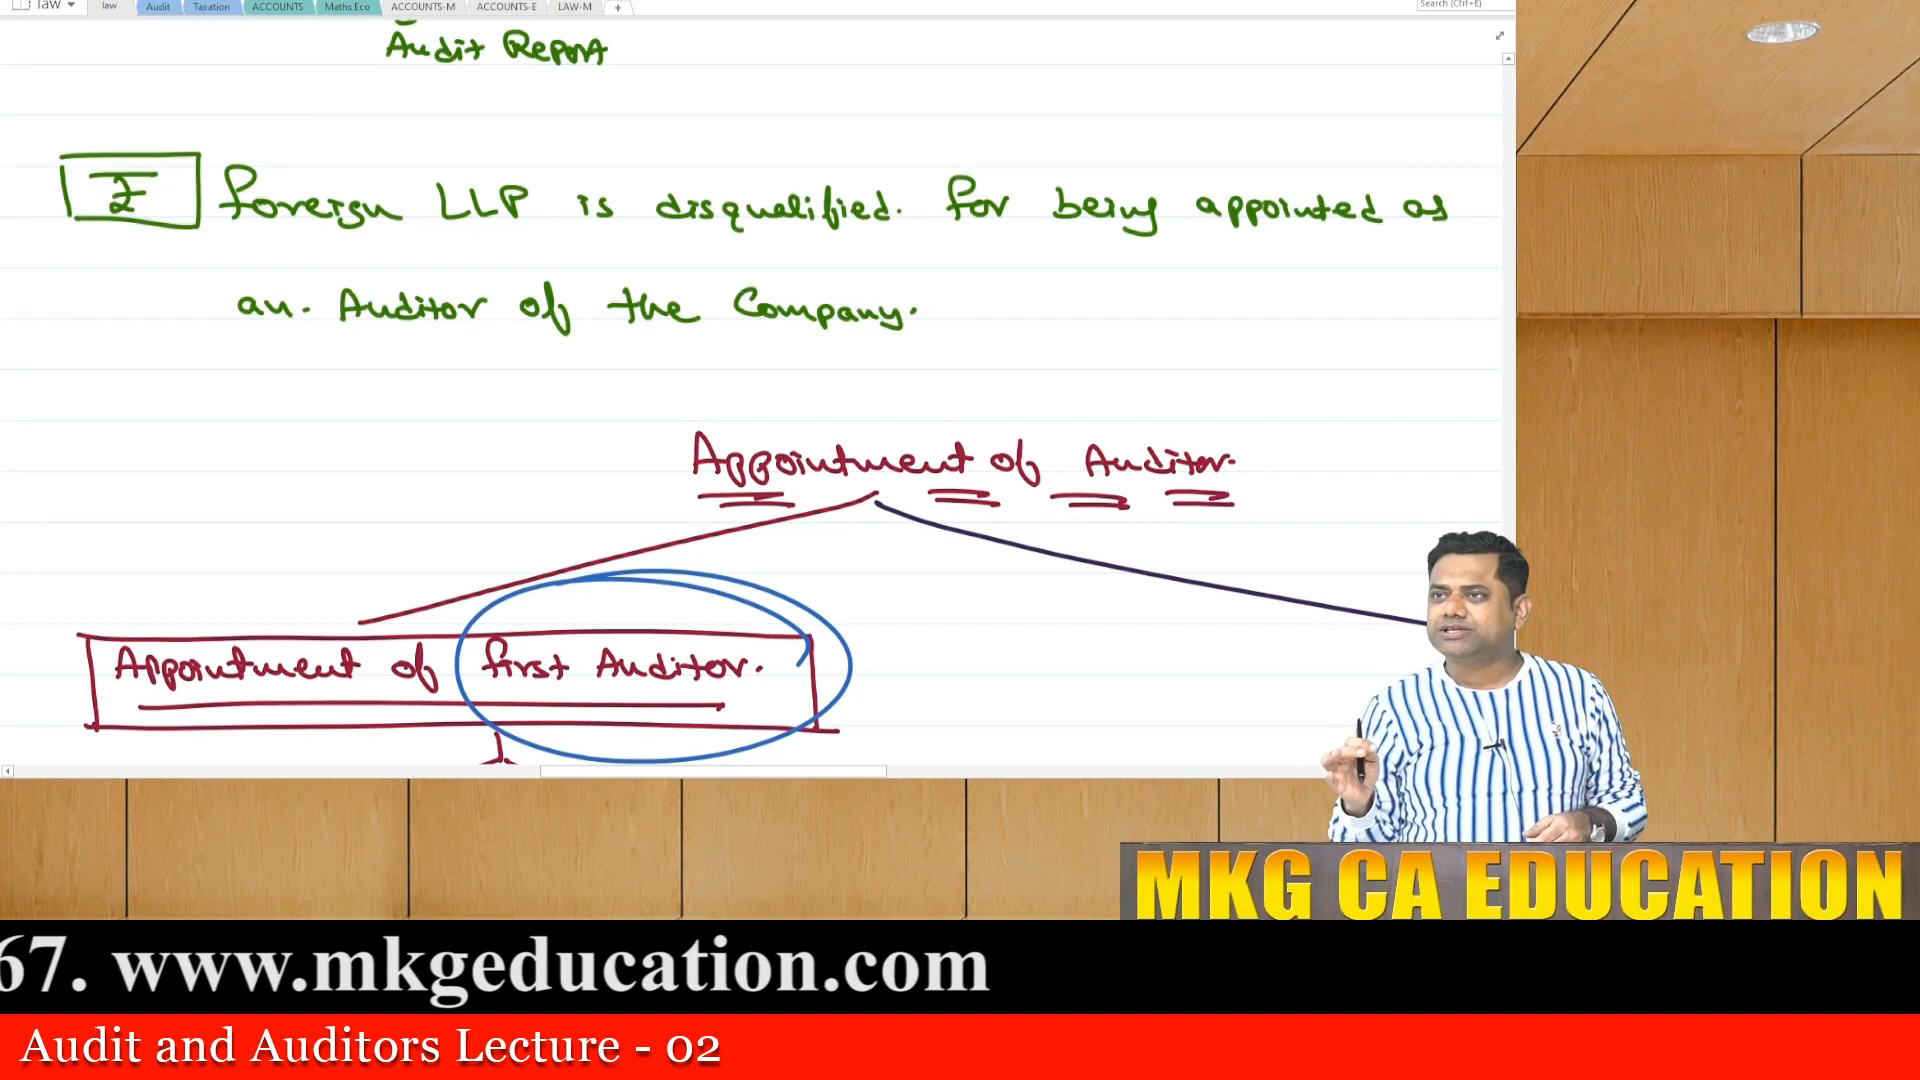 law
law Audit Taxation ACCOUNTS Maths Eco ACCOUNTS-M ACCOUNTS-E LAW-M +
Search (Ctrl+E)
Audit Report
foreign LLP is disqualified. for being appointed as
an. Auditor of the Company.
Appointment of Auditor.
Appointment of first Auditor.
MKG CA EDUCATION
67. www.mkgeducation.com
Audit and Auditors Lecture - 02